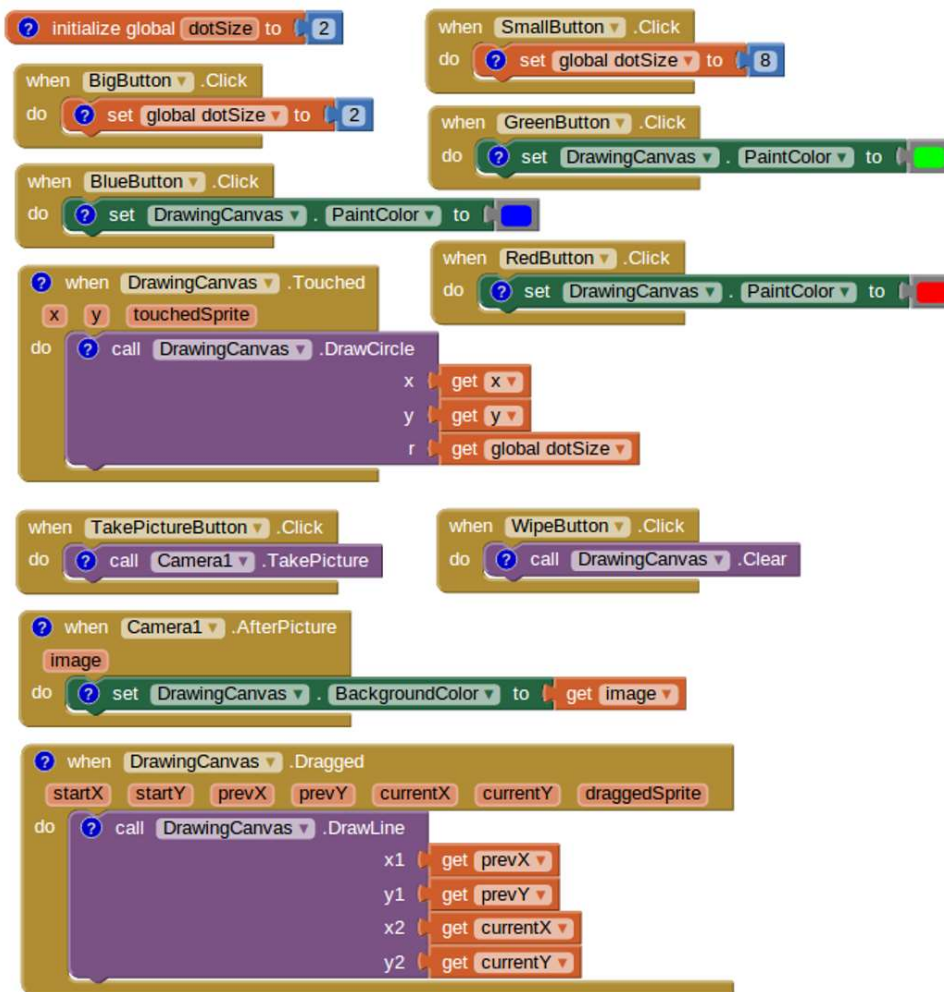 ? initialize global dotSize to 2
when SmallButton .Click
do ? set global dotSize to 8
when BigButton .Click
do ? set global dotSize to 2
when GreenButton .Click
do ? set DrawingCanvas . PaintColor to
when BlueButton .Click
do ? set DrawingCanvas . PaintColor to
when RedButton .Click
do ? set DrawingCanvas . PaintColor to
? when DrawingCanvas .Touched
x y touchedSprite
do ? call DrawingCanvas .DrawCircle
x get x
y get y
r get global dotSize
when TakePictureButton .Click
do ? call Camera1 .TakePicture
when WipeButton .Click
do ? call DrawingCanvas .Clear
? when Camera1 .AfterPicture
image
do ? set DrawingCanvas . BackgroundColor to get image
? when DrawingCanvas .Dragged
startX startY prevX prevY currentX currentY draggedSprite
do ? call DrawingCanvas .DrawLine
x1 get prevX
y1 get prevY
x2 get currentX
y2 get currentY